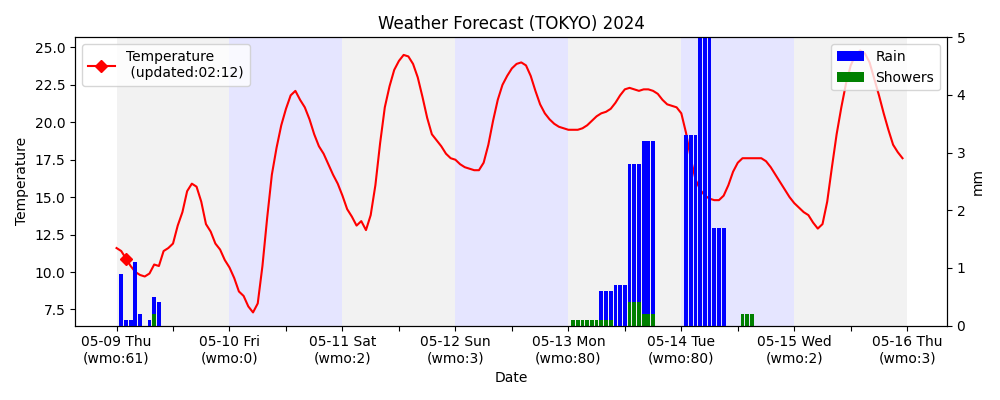 Weather Forecast (TOKYO) 2024
Temperature
(updated:02:12)
Rain
Showers
25.0
22.5
20.0
17.5
15.0
12.5
10.0
7.5
Temperature
5
4
3
2
1
0
mm
05-09 Thu
(wmo:61)
05-10 Fri
(wmo:0)
05-11 Sat
(wmo:2)
05-12 Sun
(wmo:3)
05-13 Mon
(wmo:80)
05-14 Tue
(wmo:80)
05-15 Wed
(wmo:2)
05-16 Thu
(wmo:3)
Date